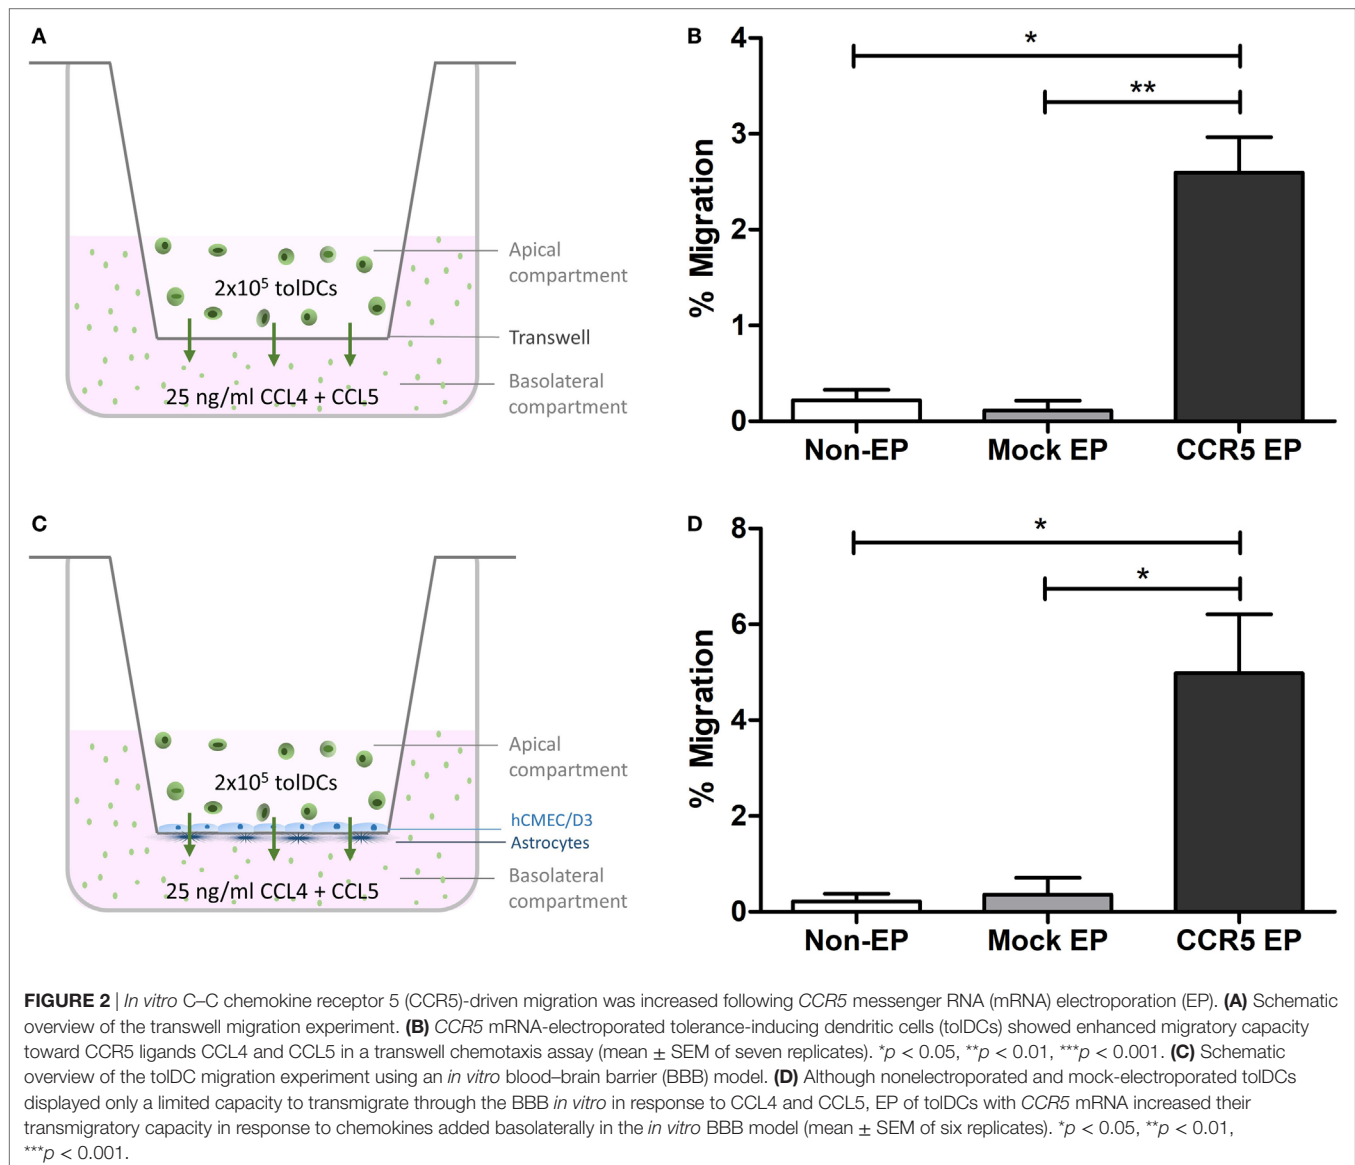 A
2x10⁵ tolDCs
25 ng/ml CCL4 + CCL5
Apical
compartment
Transwell
Basolateral
compartment
B
% Migration
4
3
2
1
0
*
**
Non-EP
Mock EP
CCR5 EP
C
2x10⁵ tolDCs
25 ng/ml CCL4 + CCL5
Apical
compartment
hCMEC/D3
Astrocytes
Basolateral
compartment
D
% Migration
8
6
4
2
0
*
*
Non-EP
Mock EP
CCR5 EP
FIGURE 2 | In vitro C–C chemokine receptor 5 (CCR5)-driven migration was increased following CCR5 messenger RNA (mRNA) electroporation (EP). (A) Schematic
overview of the transwell migration experiment. (B) CCR5 mRNA-electroporated tolerance-inducing dendritic cells (tolDCs) showed enhanced migratory capacity
toward CCR5 ligands CCL4 and CCL5 in a transwell chemotaxis assay (mean ± SEM of seven replicates). *p < 0.05, **p < 0.01, ***p < 0.001. (C) Schematic
overview of the tolDC migration experiment using an in vitro blood–brain barrier (BBB) model. (D) Although nonelectroporated and mock-electroporated tolDCs
displayed only a limited capacity to transmigrate through the BBB in vitro in response to CCL4 and CCL5, EP of tolDCs with CCR5 mRNA increased their
transmigratory capacity in response to chemokines added basolaterally in the in vitro BBB model (mean ± SEM of six replicates). *p < 0.05, **p < 0.01,
***p < 0.001.